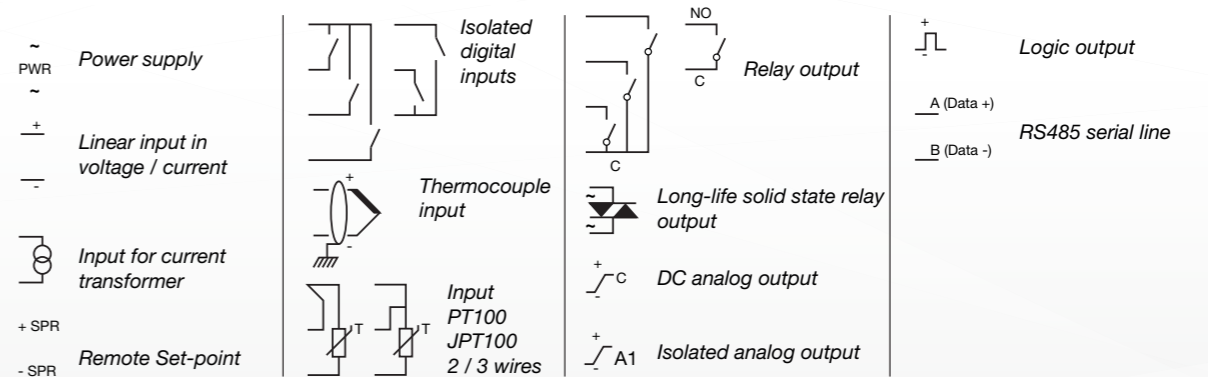 ~
PWR
~
Power supply
+
-
Linear input in
voltage / current
Input for current
transformer
+ SPR
- SPR
Remote Set-point
Isolated
digital
inputs
+
-
Thermocouple
input
T
T
Input
PT100
JPT100
2 / 3 wires
C
NO
C
Relay output
~
~
Long-life solid state relay
output
+
-
C
DC analog output
+
-
A1
Isolated analog output
+
-
Logic output
A (Data +)
B (Data -)
RS485 serial line